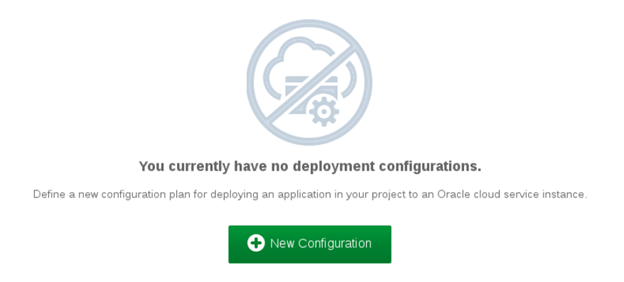 You currently have no deployment configurations.
Define a new configuration plan for deploying an application in your project to an Oracle cloud service instance.
New Configuration